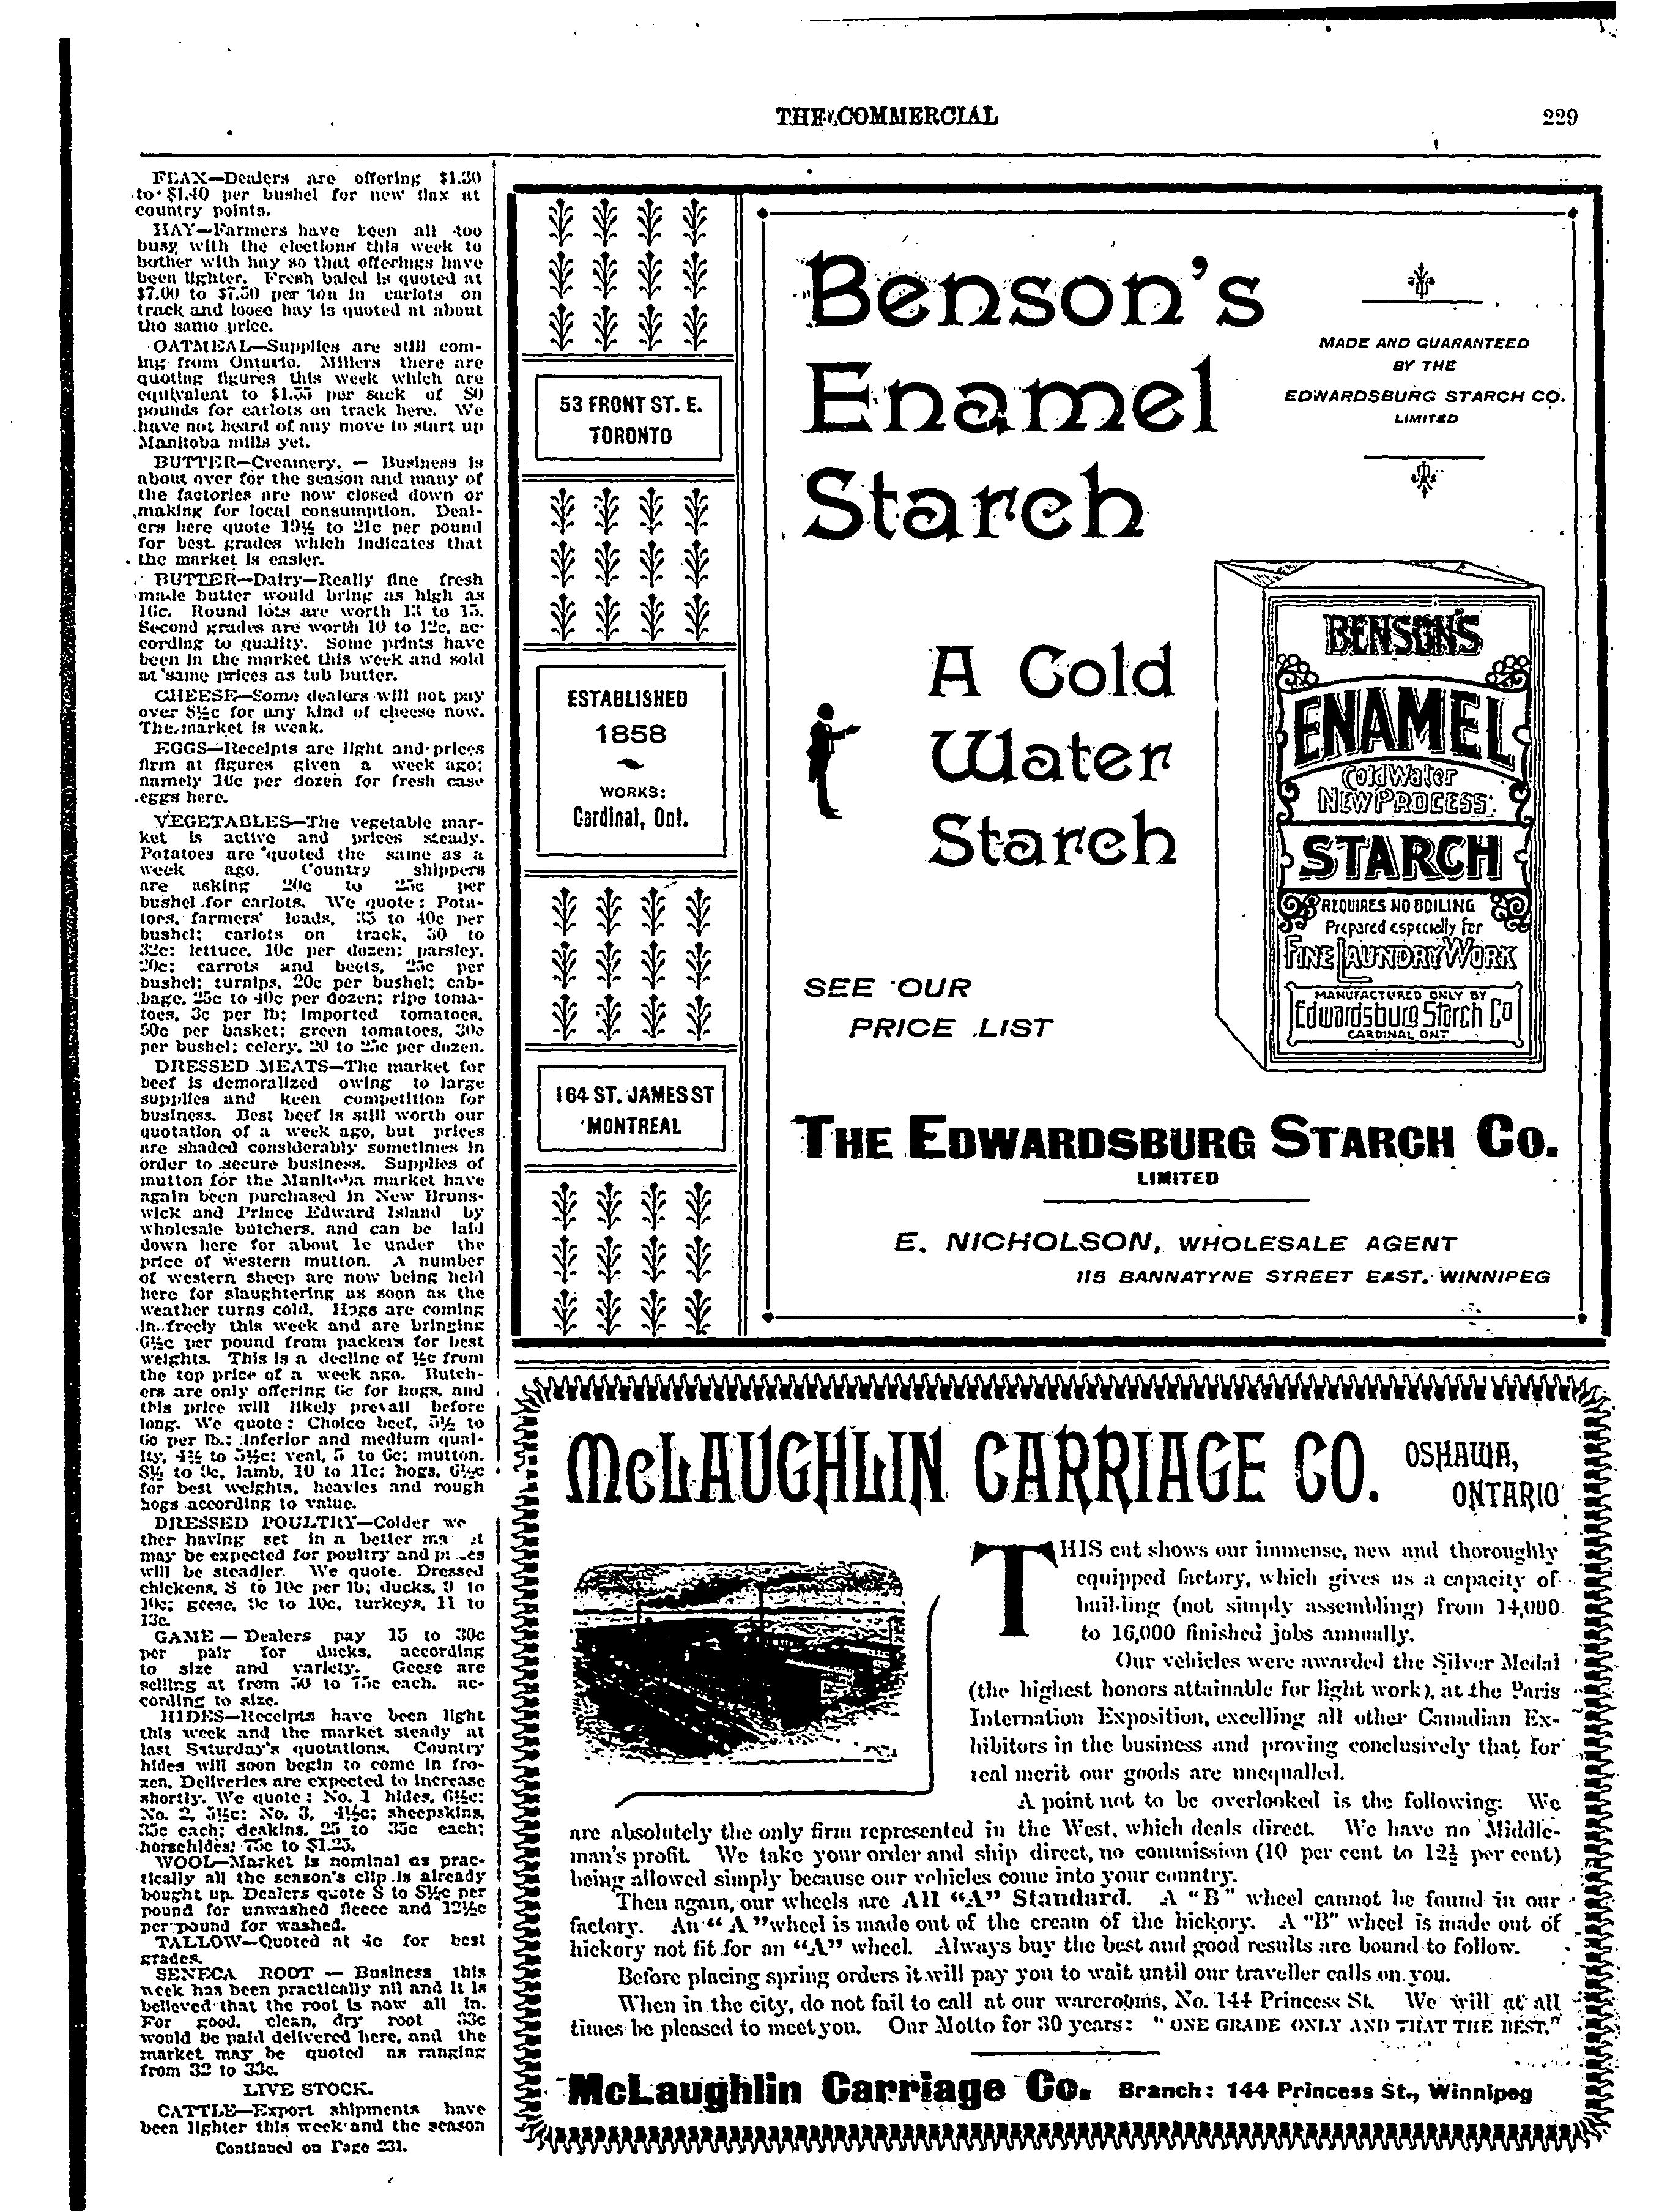 THE COMMERCIAL
229
FLAX—Dealers are offering $1.30
to $1.40 per bushel for new flax at
country points.
HAY—Farmers have been all too
busy with the elections this week to
bother with hay so that offerings have
been lighter. Fresh baled is quoted at
$7.00 to $7.50 per ton in carlots on
track and loose hay is quoted at about
the same price.
OATMEAL—Supplies are still com-
ing from Ontario. Millers there are
quoting figures this week which are
equivalent to $1.55 per sack of 80
pounds for carlots on track here. We
have not heard of any move to start up
Manitoba mills yet.
BUTTER—Creamery. — Business is
about over for the season and many of
the factories are now closed down or
making for local consumption. Deal-
ers here quote 19½ to 21c per pound
for best grades which indicates that
the market is easier.
BUTTER—Dairy—Really fine fresh
made butter would bring as high as
16c. Round lots are worth 13 to 15.
Second grades are worth 10 to 12c, ac-
cording to quality. Some prints have
been in the market this week and sold
at same prices as tub butter.
CHEESE—Some dealers will not pay
over 8½c for any kind of cheese now.
The market is weak.
EGGS—Receipts are light and prices
firm at figures given a week ago;
namely 16c per dozen for fresh case
eggs here.
VEGETABLES—The vegetable mar-
ket is active and prices steady.
Potatoes are quoted the same as a
week ago. Country shippers
are asking 20c to 25c per
bushel for carlots. We quote: Pota-
toes, farmers' loads, 35 to 40c per
bushel; carlots on track, 30 to
32c; lettuce, 10c per dozen; parsley,
20c; carrots and beets, 25c per
bushel; turnips, 20c per bushel; cab-
bage, 25c to 40c per dozen; ripe toma-
toes, 3c per lb; imported tomatoes,
50c per basket; green tomatoes, 30c
per bushel; celery, 20 to 25c per dozen.
DRESSED MEATS—The market for
beef is demoralized owing to large
supplies and keen competition for
business. Best beef is still worth our
quotation of a week ago, but prices
are shaded considerably sometimes in
order to secure business. Supplies of
mutton for the Manitoba market have
again been purchased in New Bruns-
wick and Prince Edward Island by
wholesale butchers, and can be laid
down here for about 1c under the
price of western mutton. A number
of western sheep are now being held
here for slaughtering as soon as the
weather turns cold. Hogs are coming
in freely this week and are bringing
6½c per pound from packers for best
weights. This is a decline of ½c from
the top price of a week ago. Butch-
ers are only offering 6c for hogs, and
this price will likely prevail before
long. We quote: Choice beef, 5½ to
6c per lb.; inferior and medium qual-
ity, 4½ to 5½c; veal, 5 to 6c; mutton,
8½ to 9c, lamb, 10 to 11c; hogs, 6½c
for best weights, heavies and rough
hogs according to value.
DRESSED POULTRY—Colder we
ther having set in a better
may be expected for poultry and
will be steadier. We quote. Dressed
chickens, 8 to 10c per lb; ducks, 9 to
10c; geese, 9c to 10c, turkeys, 11 to
13c.
GAME — Dealers pay 15 to 30c
per pair for ducks, according
to size and variety. Geese are
selling at from 50 to 75c each, ac-
cording to size.
HIDES—Receipts have been light
this week and the market steady at
last Saturday's quotations. Country
hides will soon begin to come in fro-
zen. Deliveries are expected to increase
shortly. We quote: No. 1 hides, 6½c;
No. 2, 5½c; No. 3, 4½c; sheepskins,
35c each; deakins, 25 to 35c each;
horsehides: 75c to $1.25.
WOOL—Market is nominal as prac-
tically all the season's clip is already
bought up. Dealers quote 8 to 8½c per
pound for unwashed fleece and 12½c
per pound for washed.
TALLOW—Quoted at 4c for best
grades.
SENECA ROOT — Business this
week has been practically nil and it is
believed that the root is now all in.
For good, clean, dry root 33c
would be paid delivered here, and the
market may be quoted as ranging
from 32 to 33c.
LIVE STOCK.
CATTLE—Export shipments have
been lighter this week and the season
Continued on Page 231.
53 FRONT ST. E.
TORONTO
ESTABLISHED
1858
WORKS:
Cardinal, Ont.
164 ST. JAMES ST
MONTREAL
Benson's
Enamel
Starch
MADE AND GUARANTEED
BY THE
EDWARDSBURG STARCH CO.
LIMITED
A Cold
Water
Starch
SEE OUR
PRICE LIST
BENSON'S
ENAMEL
Cold Water
NEW PROCESS.
STARCH
REQUIRES NO BOILING
Prepared especially for
FINE LAUNDRY WORK
MANUFACTURED ONLY BY
Edwardsburg Starch Co
CARDINAL ONT
THE EDWARDSBURG STARCH CO.
LIMITED
E. NICHOLSON, WHOLESALE AGENT
115 BANNATYNE STREET EAST, WINNIPEG
McLAUGHLIN CARRIAGE CO. OSHAWA,
ONTARIO
THIS cut shows our immense, new and thoroughly
equipped factory, which gives us a capacity of
building (not simply assembling) from 14,000
to 16,000 finished jobs annually.
Our vehicles were awarded the Silver Medal
(the highest honors attainable for light work), at the Paris
Internation Exposition, excelling all other Canadian Ex-
hibitors in the business and proving conclusively that for
real merit our goods are unequalled.
A point not to be overlooked is the following: We
are absolutely the only firm represented in the West, which deals direct. We have no Middle-
man's profit. We take your order and ship direct, no commission (10 per cent to 12½ per cent)
being allowed simply because our vehicles come into your country.
Then again, our wheels are All "A" Standard. A "B" wheel cannot be found in our
factory. An "A" wheel is made out of the cream of the hickory. A "B" wheel is made out of
hickory not fit for an "A" wheel. Always buy the best and good results are bound to follow.
Before placing spring orders it will pay you to wait until our traveller calls on you.
When in the city, do not fail to call at our warerooms, No. 144 Princess St. We will at all
times be pleased to meet you. Our Motto for 30 years: "ONE GRADE ONLY AND THAT THE BEST."
McLaughlin Carriage Co. Branch: 144 Princess St., Winnipeg